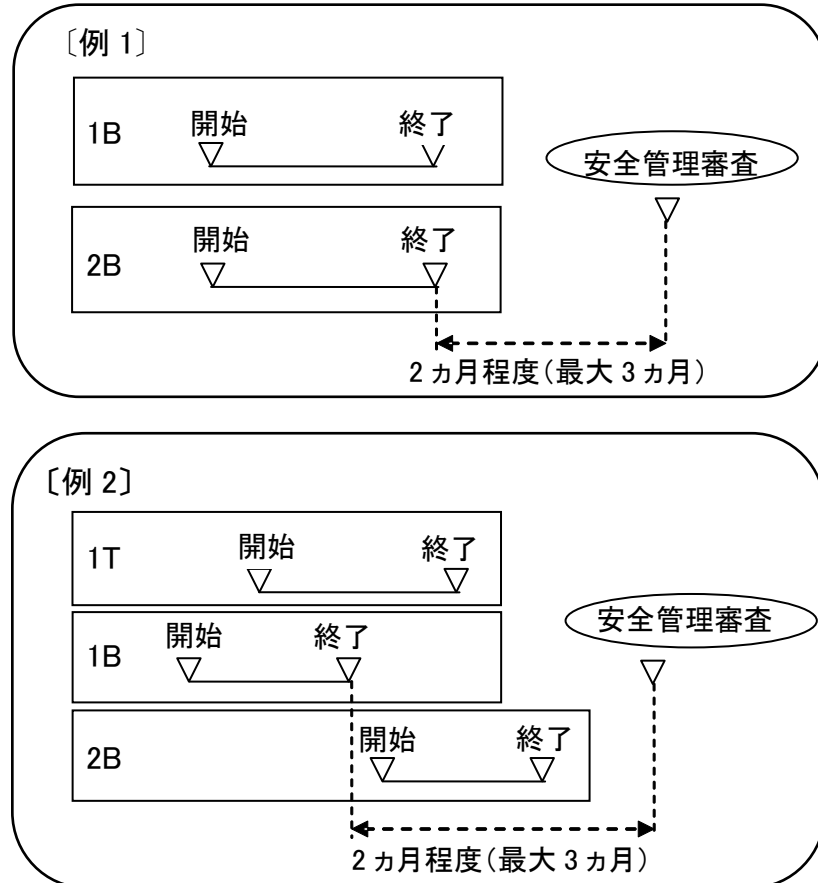 〔例 1〕
1B 開始 終了
安全管理審査
2B 開始 終了
2 ヵ月程度(最大 3 ヵ月)
〔例 2〕
1T 開始 終了
安全管理審査
1B 開始 終了
2B 開始 終了
2 ヵ月程度(最大 3 ヵ月)